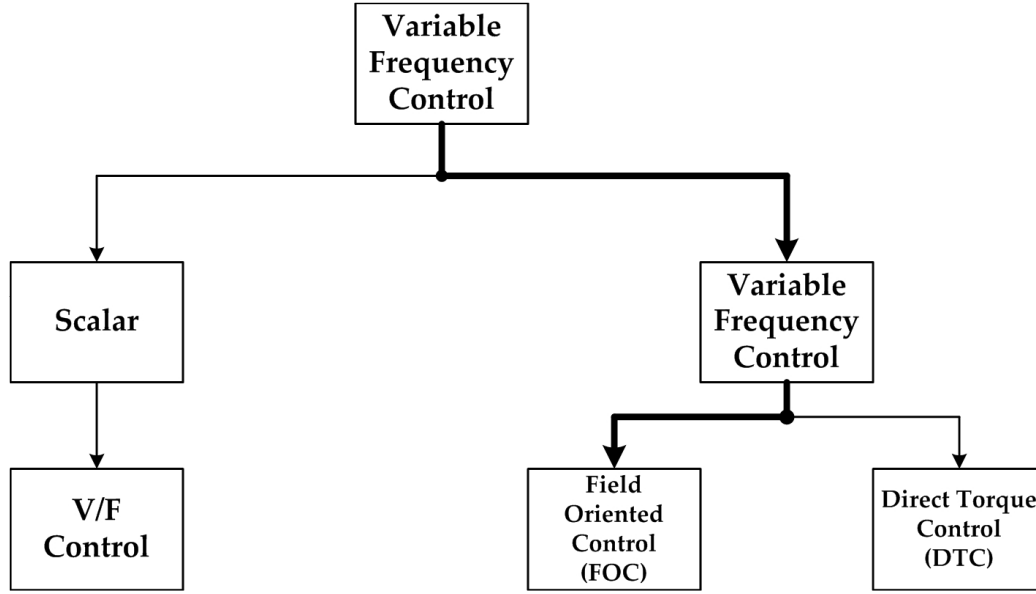 Variable
Frequency
Control
Scalar
Variable
Frequency
Control
V/F
Control
Field
Oriented
Control
(FOC)
Direct Torque
Control
(DTC)